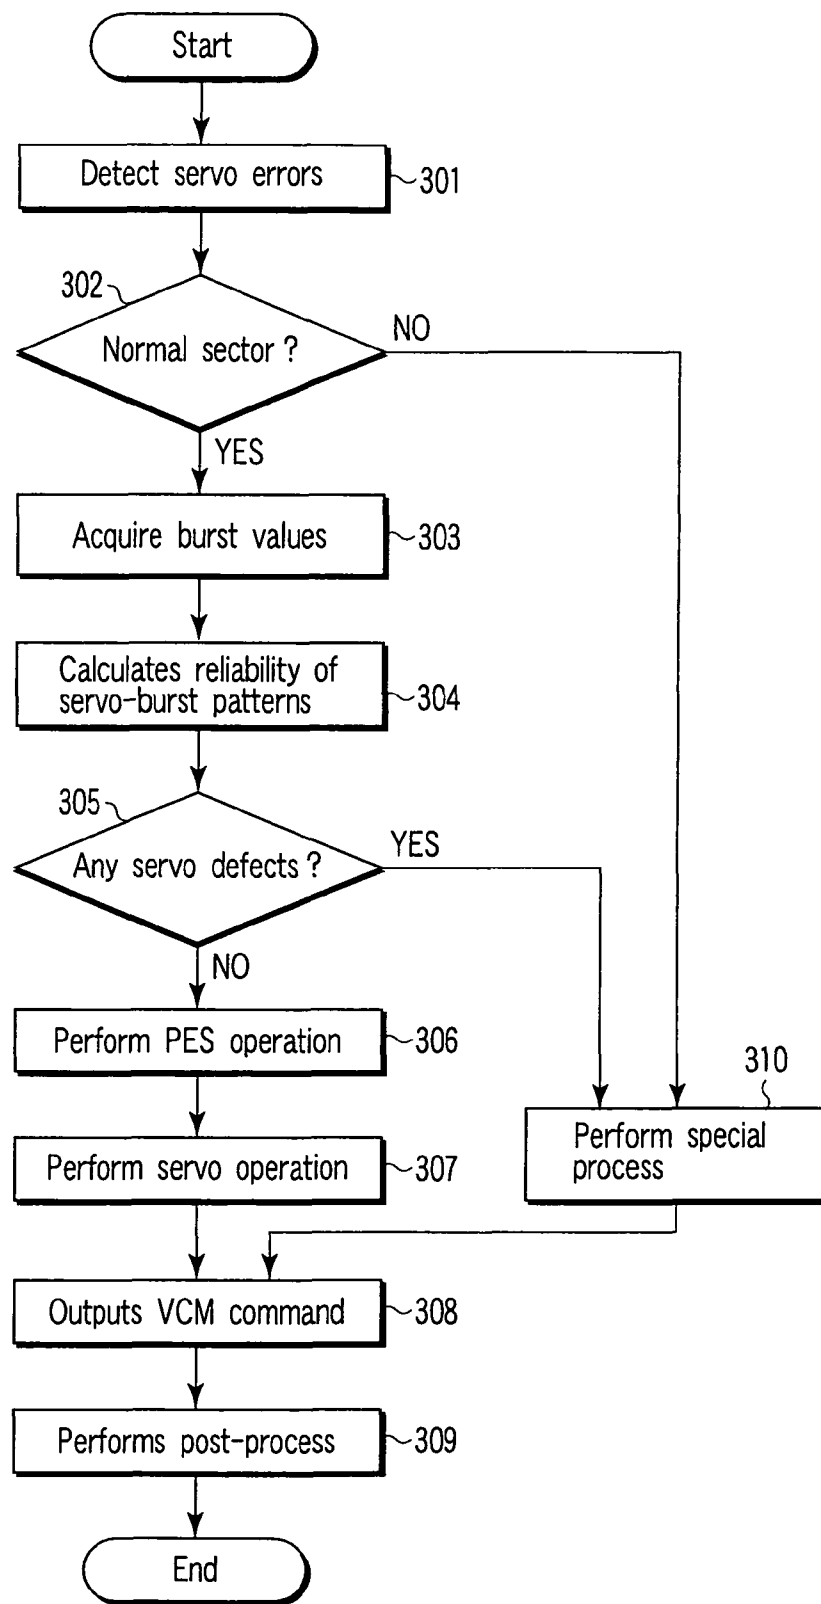 Start
Detect servo errors
301
302
Normal sector?
NO
YES
Acquire burst values
303
Calculates reliability of
servo-burst patterns
304
305
Any servo defects?
YES
NO
Perform PES operation
306
310
Perform special
process
Perform servo operation
307
Outputs VCM command
308
Performs post-process
309
End